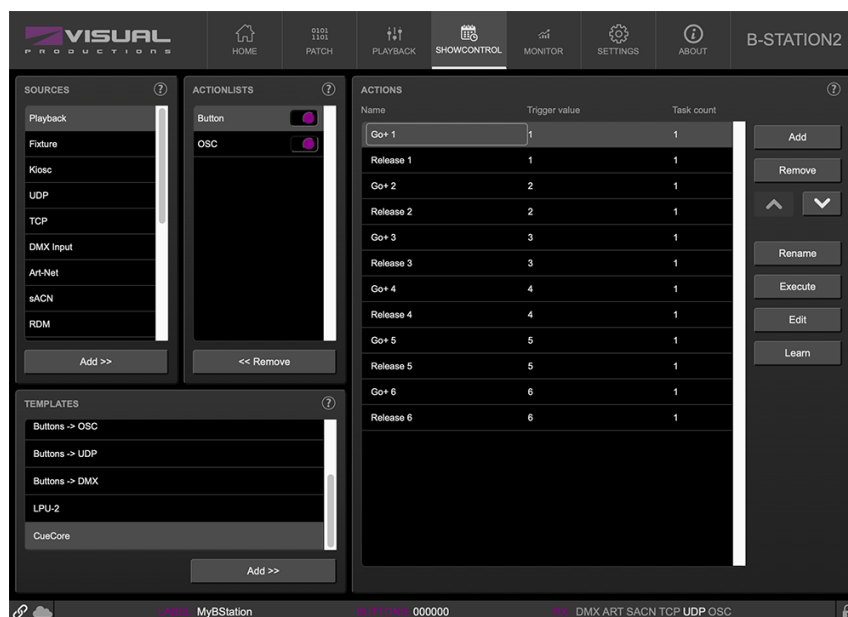 VISUAL
PRODUCTIONS
HOME
0101
1101
PATCH
PLAYBACK
SHOWCONTROL
MONITOR
SETTINGS
ABOUT
B-STATION2
SOURCES ?
Playback
Fixture
Kiosc
UDP
TCP
DMX Input
Art-Net
sACN
RDM
Add >>
ACTIONLISTS ?
Button
OSC
<< Remove
TEMPLATES ?
Buttons -> OSC
Buttons -> UDP
Buttons -> DMX
LPU-2
CueCore
Add >>
ACTIONS ?
Name Trigger value Task count
Go+ 1 1 1
Release 1 1 1
Go+ 2 2 1
Release 2 2 1
Go+ 3 3 1
Release 3 3 1
Go+ 4 4 1
Release 4 4 1
Go+ 5 5 1
Release 5 5 1
Go+ 6 6 1
Release 6 6 1
Add
Remove
Rename
Execute
Edit
Learn
LABEL: MyBStation BUTTONS: 000000 RX: DMX ART SACN TCP UDP OSC